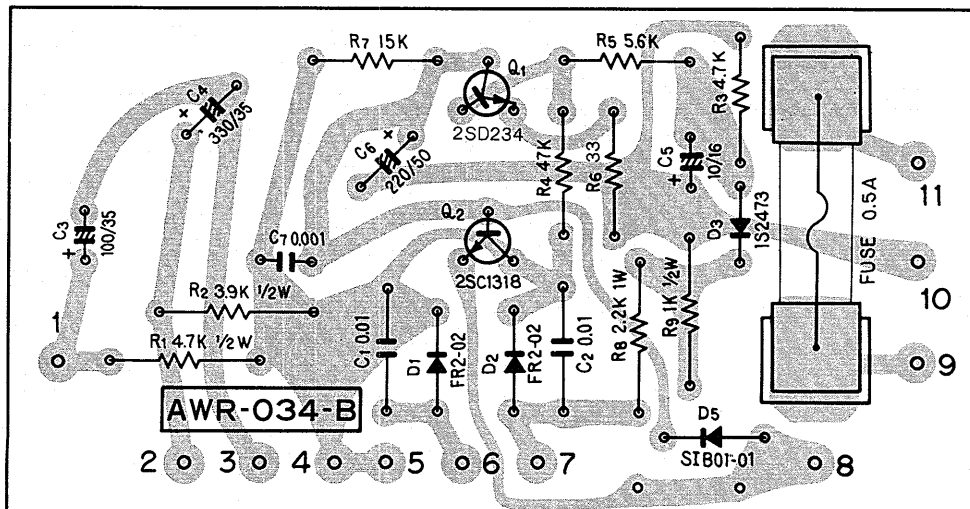 R7 15K
R5 5.6K
Q1
C4
330/35
R3 4.7K
2SD234
C6
220/50
R4 47K
R6 33
C5
10/16
11
C3
100/35
Q2
D3
1S2473
FUSE 0.5A
C7 0.001
2SC1318
10
R2 3.9K 1/2W
R8 2.2K 1W
R9 1K 1/2W
1
R1 4.7K 1/2W
C1 0.01
D1
FR2-02
D2
FR2-02
C2 0.01
9
AWR-034-B
D5
SIB01-01
2
3
4
5
6
7
8